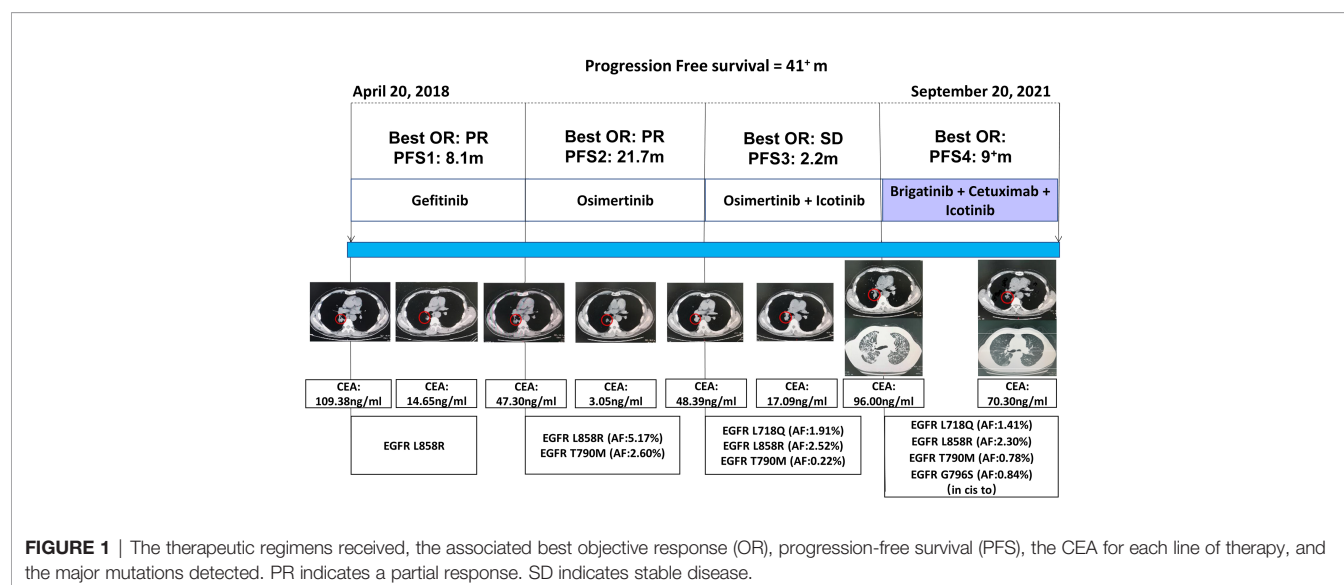 Progression Free survival = 41⁺ m
April 20, 2018
September 20, 2021
Best OR: PR
PFS1: 8.1m
Best OR: PR
PFS2: 21.7m
Best OR: SD
PFS3: 2.2m
Best OR:
PFS4: 9⁺m
Gefitinib
Osimertinib
Osimertinib + Icotinib
Brigatinib + Cetuximab +
Icotinib
CEA:
109.38ng/ml
CEA:
14.65ng/ml
CEA:
47.30ng/ml
CEA:
3.05ng/ml
CEA:
48.39ng/ml
CEA:
17.09ng/ml
CEA:
96.00ng/ml
CEA:
70.30ng/ml
EGFR L858R
EGFR L858R (AF:5.17%)
EGFR T790M (AF:2.60%)
EGFR L718Q (AF:1.91%)
EGFR L858R (AF:2.52%)
EGFR T790M (AF:0.22%)
EGFR L718Q (AF:1.41%)
EGFR L858R (AF:2.30%)
EGFR T790M (AF:0.78%)
EGFR G796S (AF:0.84%)
(in cis to)
FIGURE 1 | The therapeutic regimens received, the associated best objective response (OR), progression-free survival (PFS), the CEA for each line of therapy, and
the major mutations detected. PR indicates a partial response. SD indicates stable disease.